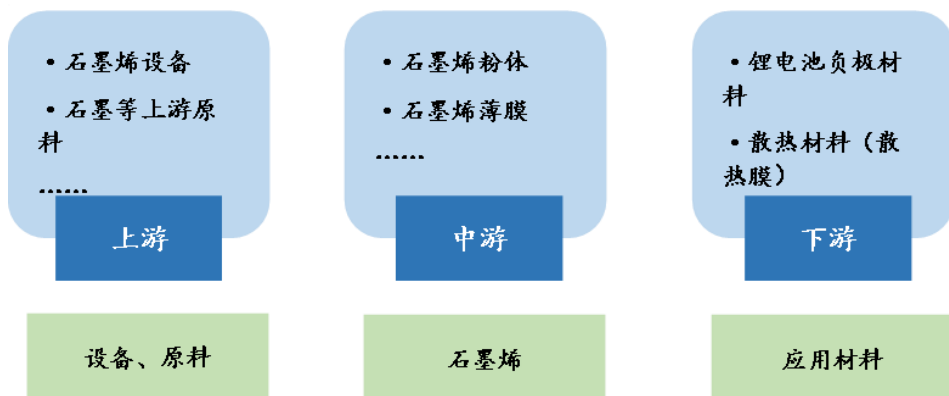 • 石墨烯设备
• 石墨等上游原
料
……
上游
设备、原料
• 石墨烯粉体
• 石墨烯薄膜
……
中游
石墨烯
• 锂电池负极材
料
• 散热材料（散
热膜）
下游
应用材料